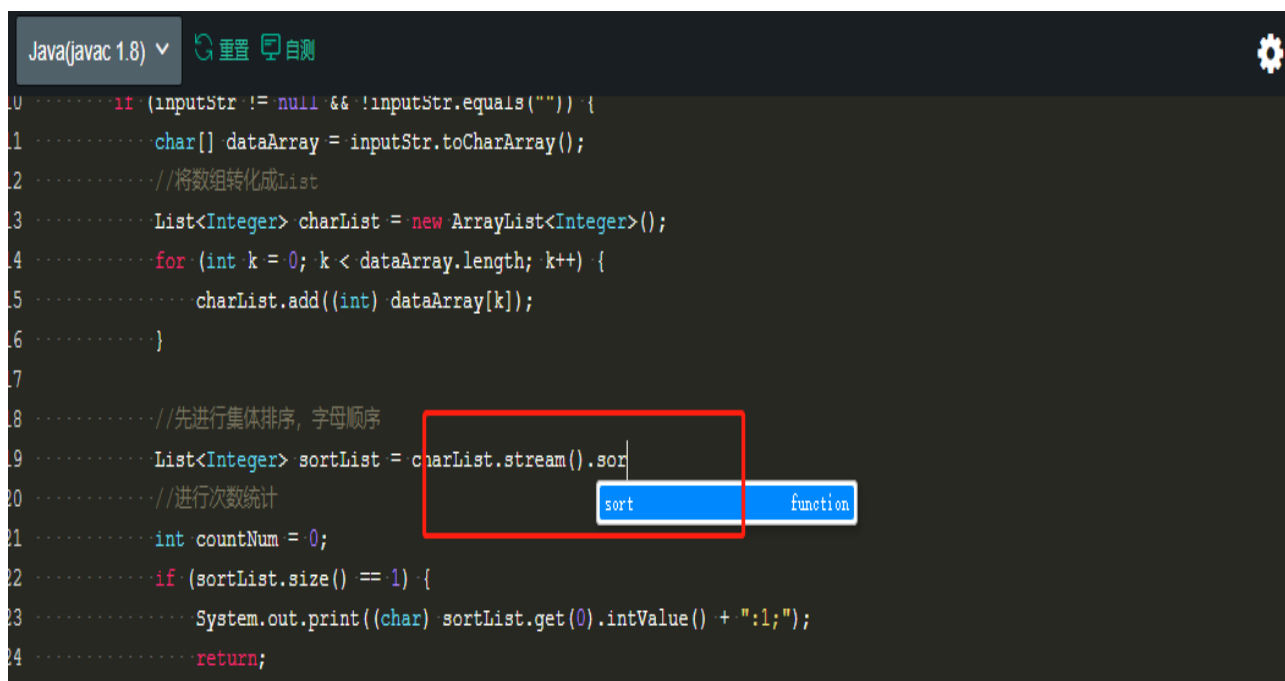 Java(javac 1.8) 重置 自测
10 if (inputStr != null && !inputStr.equals("")) {
11 char[] dataArray = inputStr.toCharArray();
12 //将数组转化成List
13 List<Integer> charList = new ArrayList<Integer>();
14 for (int k = 0; k < dataArray.length; k++) {
15 charList.add((int) dataArray[k]);
16 }
17
18 //先进行集体排序，字母顺序
19 List<Integer> sortList = charList.stream().sor
sort function
20 //进行次数统计
21 int countNum = 0;
22 if (sortList.size() == 1) {
23 System.out.print((char) sortList.get(0).intValue() + ":1;");
24 return;